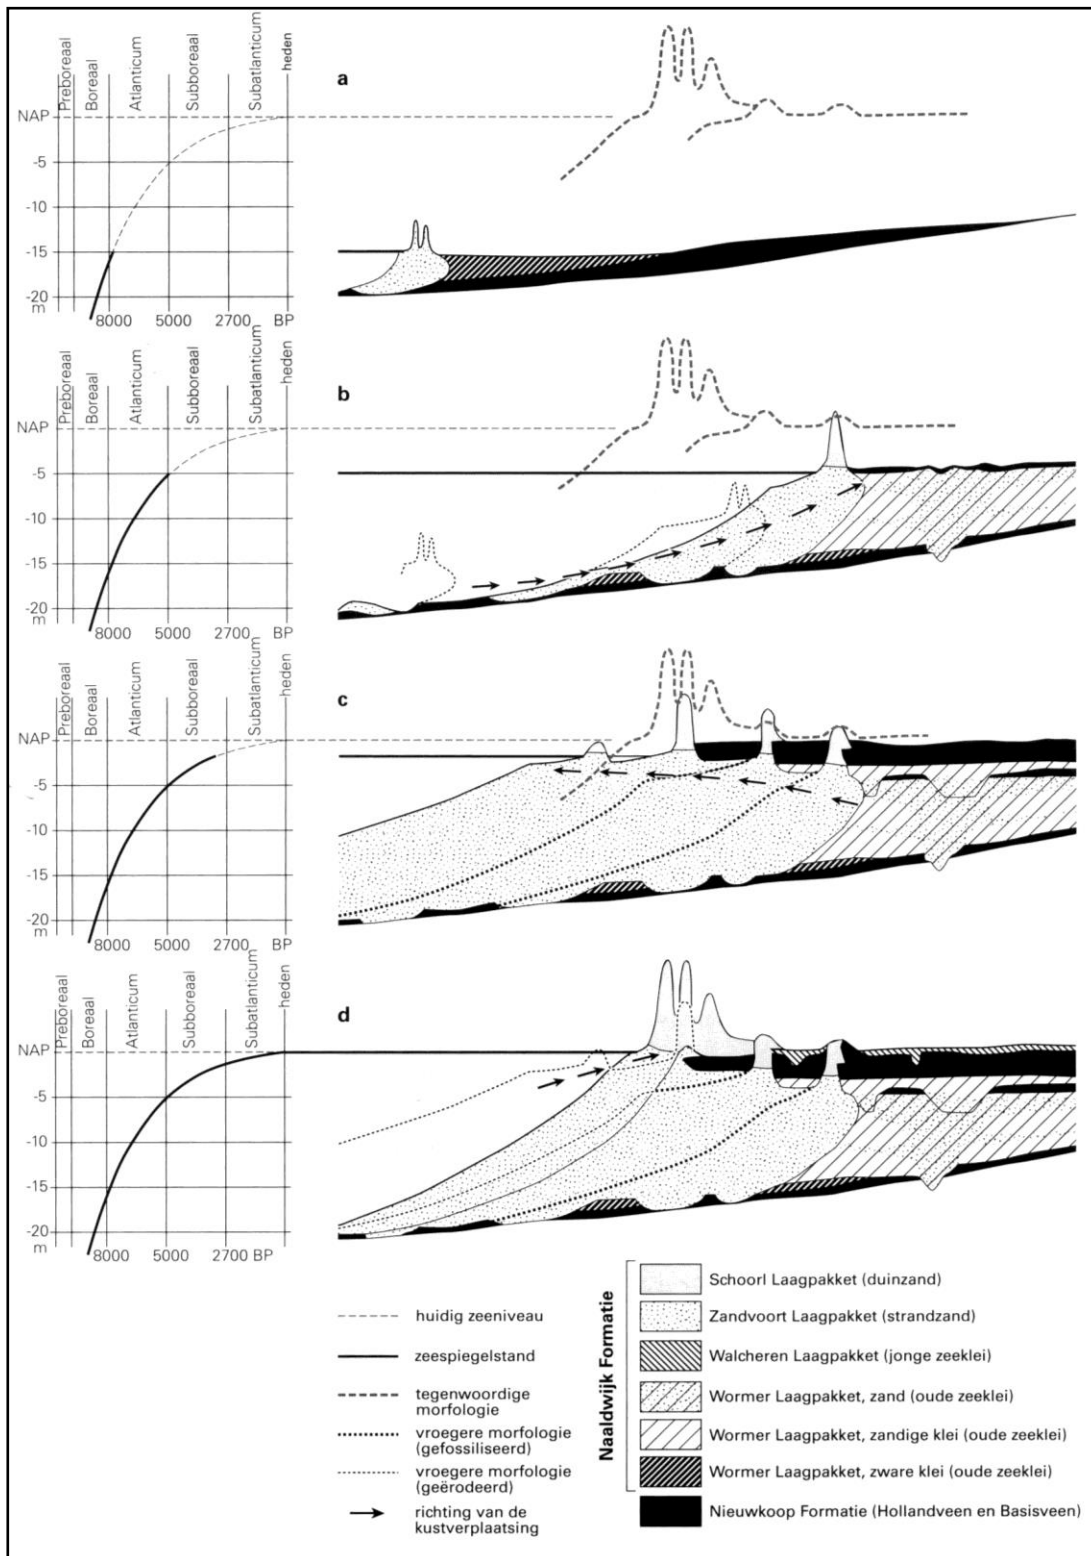 Preboreaal
Boreaal
Atlanticum
Subboreaal
Subatlanticum
heden
a
NAP
-5
-10
-15
-20
m
8000 5000 2700 BP
Preboreaal
Boreaal
Atlanticum
Subboreaal
Subatlanticum
heden
b
NAP
-5
-10
-15
-20
m
8000 5000 2700 BP
Preboreaal
Boreaal
Atlanticum
Subboreaal
Subatlanticum
heden
c
NAP
-5
-10
-15
-20
m
8000 5000 2700 BP
Preboreaal
Boreaal
Atlanticum
Subboreaal
Subatlanticum
heden
d
NAP
-5
-10
-15
-20
m
8000 5000 2700 BP
huidig zeeniveau
zeespiegelstand
tegenwoordige
morfologie
vroegere morfologie
(gefossiliseerd)
vroegere morfologie
(geërodeerd)
richting van de
kustverplaatsing
Naaldwijk Formatie
Schoorl Laagpakket (duinzand)
Zandvoort Laagpakket (strandzand)
Walcheren Laagpakket (jonge zeeklei)
Wormer Laagpakket, zand (oude zeeklei)
Wormer Laagpakket, zandige klei (oude zeeklei)
Wormer Laagpakket, zware klei (oude zeeklei)
Nieuwkoop Formatie (Hollandveen en Basisveen)